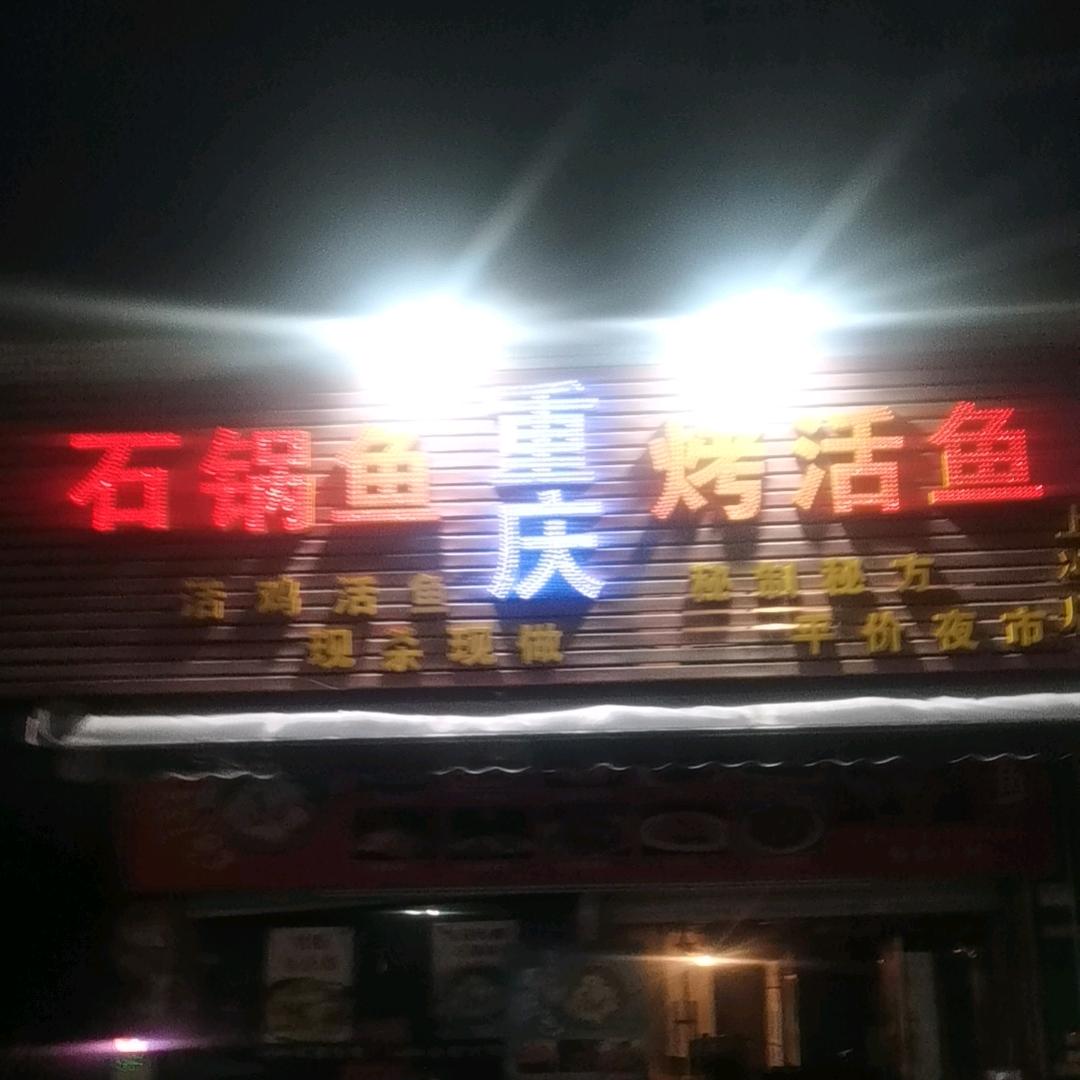 石锅鱼
重庆
烤活鱼
活鸡活鱼
现杀现做
秘制秘方
平价夜市